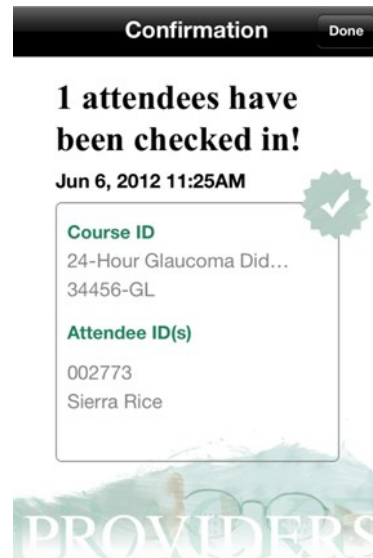 Confirmation
Done
1 attendees have
been checked in!
Jun 6, 2012 11:25AM
Course ID
24-Hour Glaucoma Did...
34456-GL
Attendee ID(s)
002773
Sierra Rice
PROVIDERS